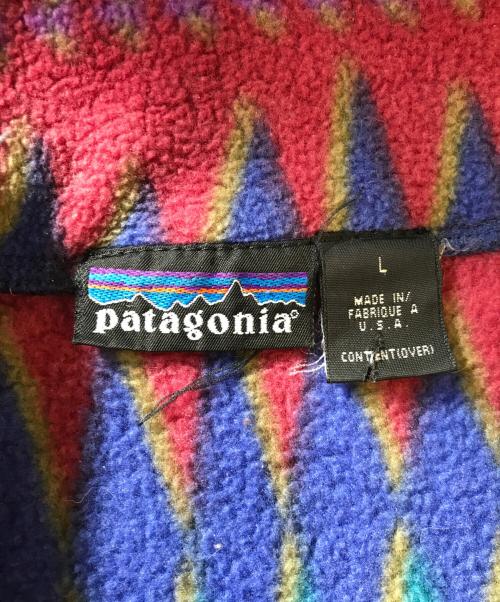 patagonia®
L
MADE IN/
FABRIQUE A
U.S.A.
CONTENT(OVER)